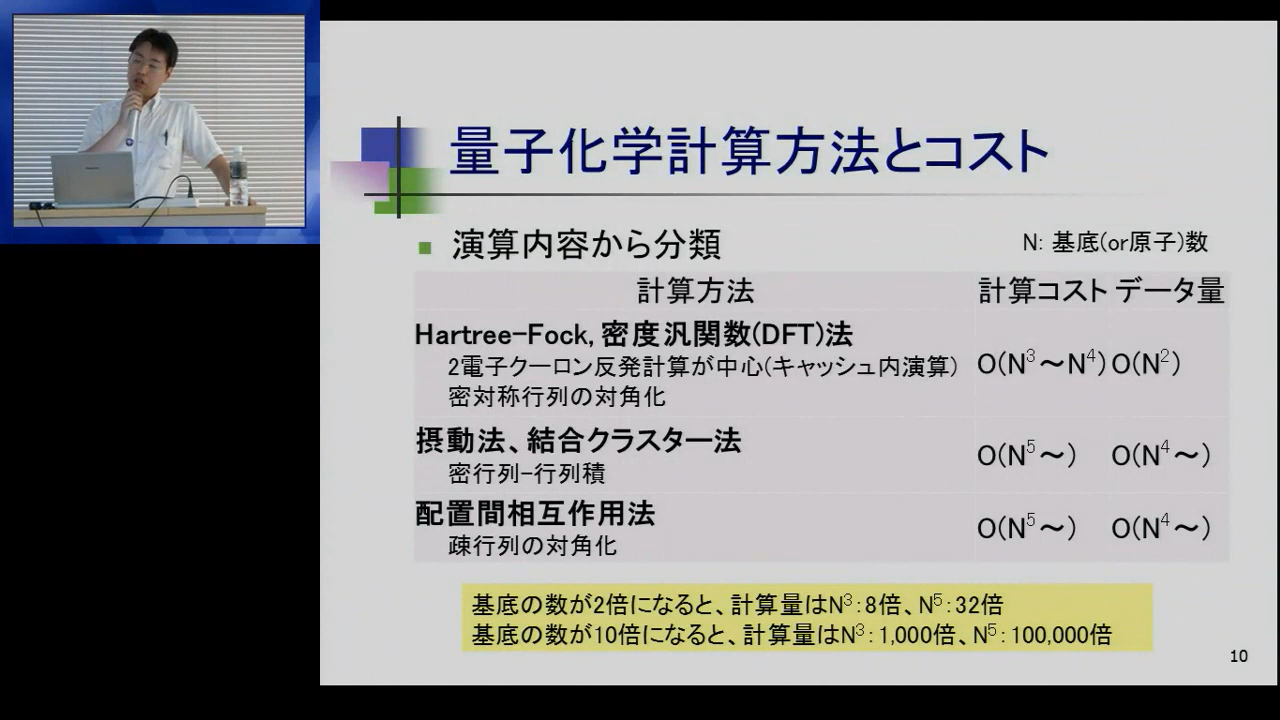 量子化学計算方法とコスト
演算内容から分類
N: 基底(or原子)数
計算方法 計算コスト データ量
Hartree-Fock, 密度汎関数(DFT)法
2電子クーロン反発計算が中心(キャッシュ内演算) O(N³～N⁴) O(N²)
密対称行列の対角化
摂動法、結合クラスター法
密行列-行列積 O(N⁵～) O(N⁴～)
配置間相互作用法
疎行列の対角化 O(N⁵～) O(N⁴～)
基底の数が2倍になると、計算量はN³:8倍、N⁵:32倍
基底の数が10倍になると、計算量はN³:1,000倍、N⁵:100,000倍
10